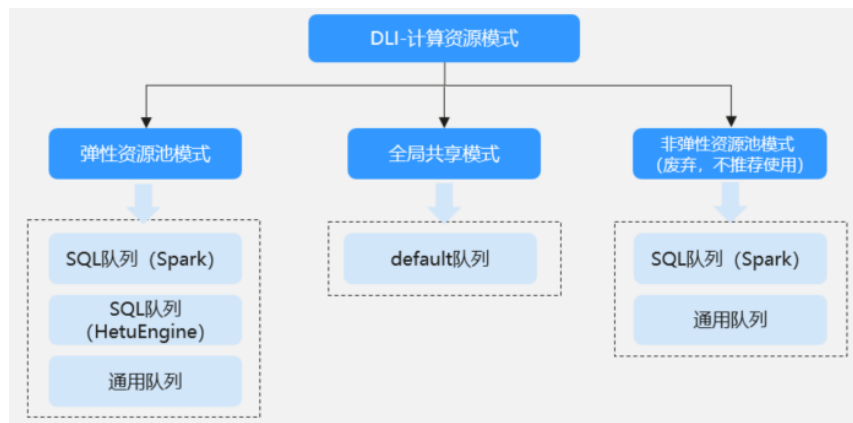 DLI-计算资源模式
弹性资源池模式
全局共享模式
非弹性资源池模式
（废弃，不推荐使用）
SQL队列（Spark）
SQL队列
（HetuEngine）
通用队列
default队列
SQL队列（Spark）
通用队列